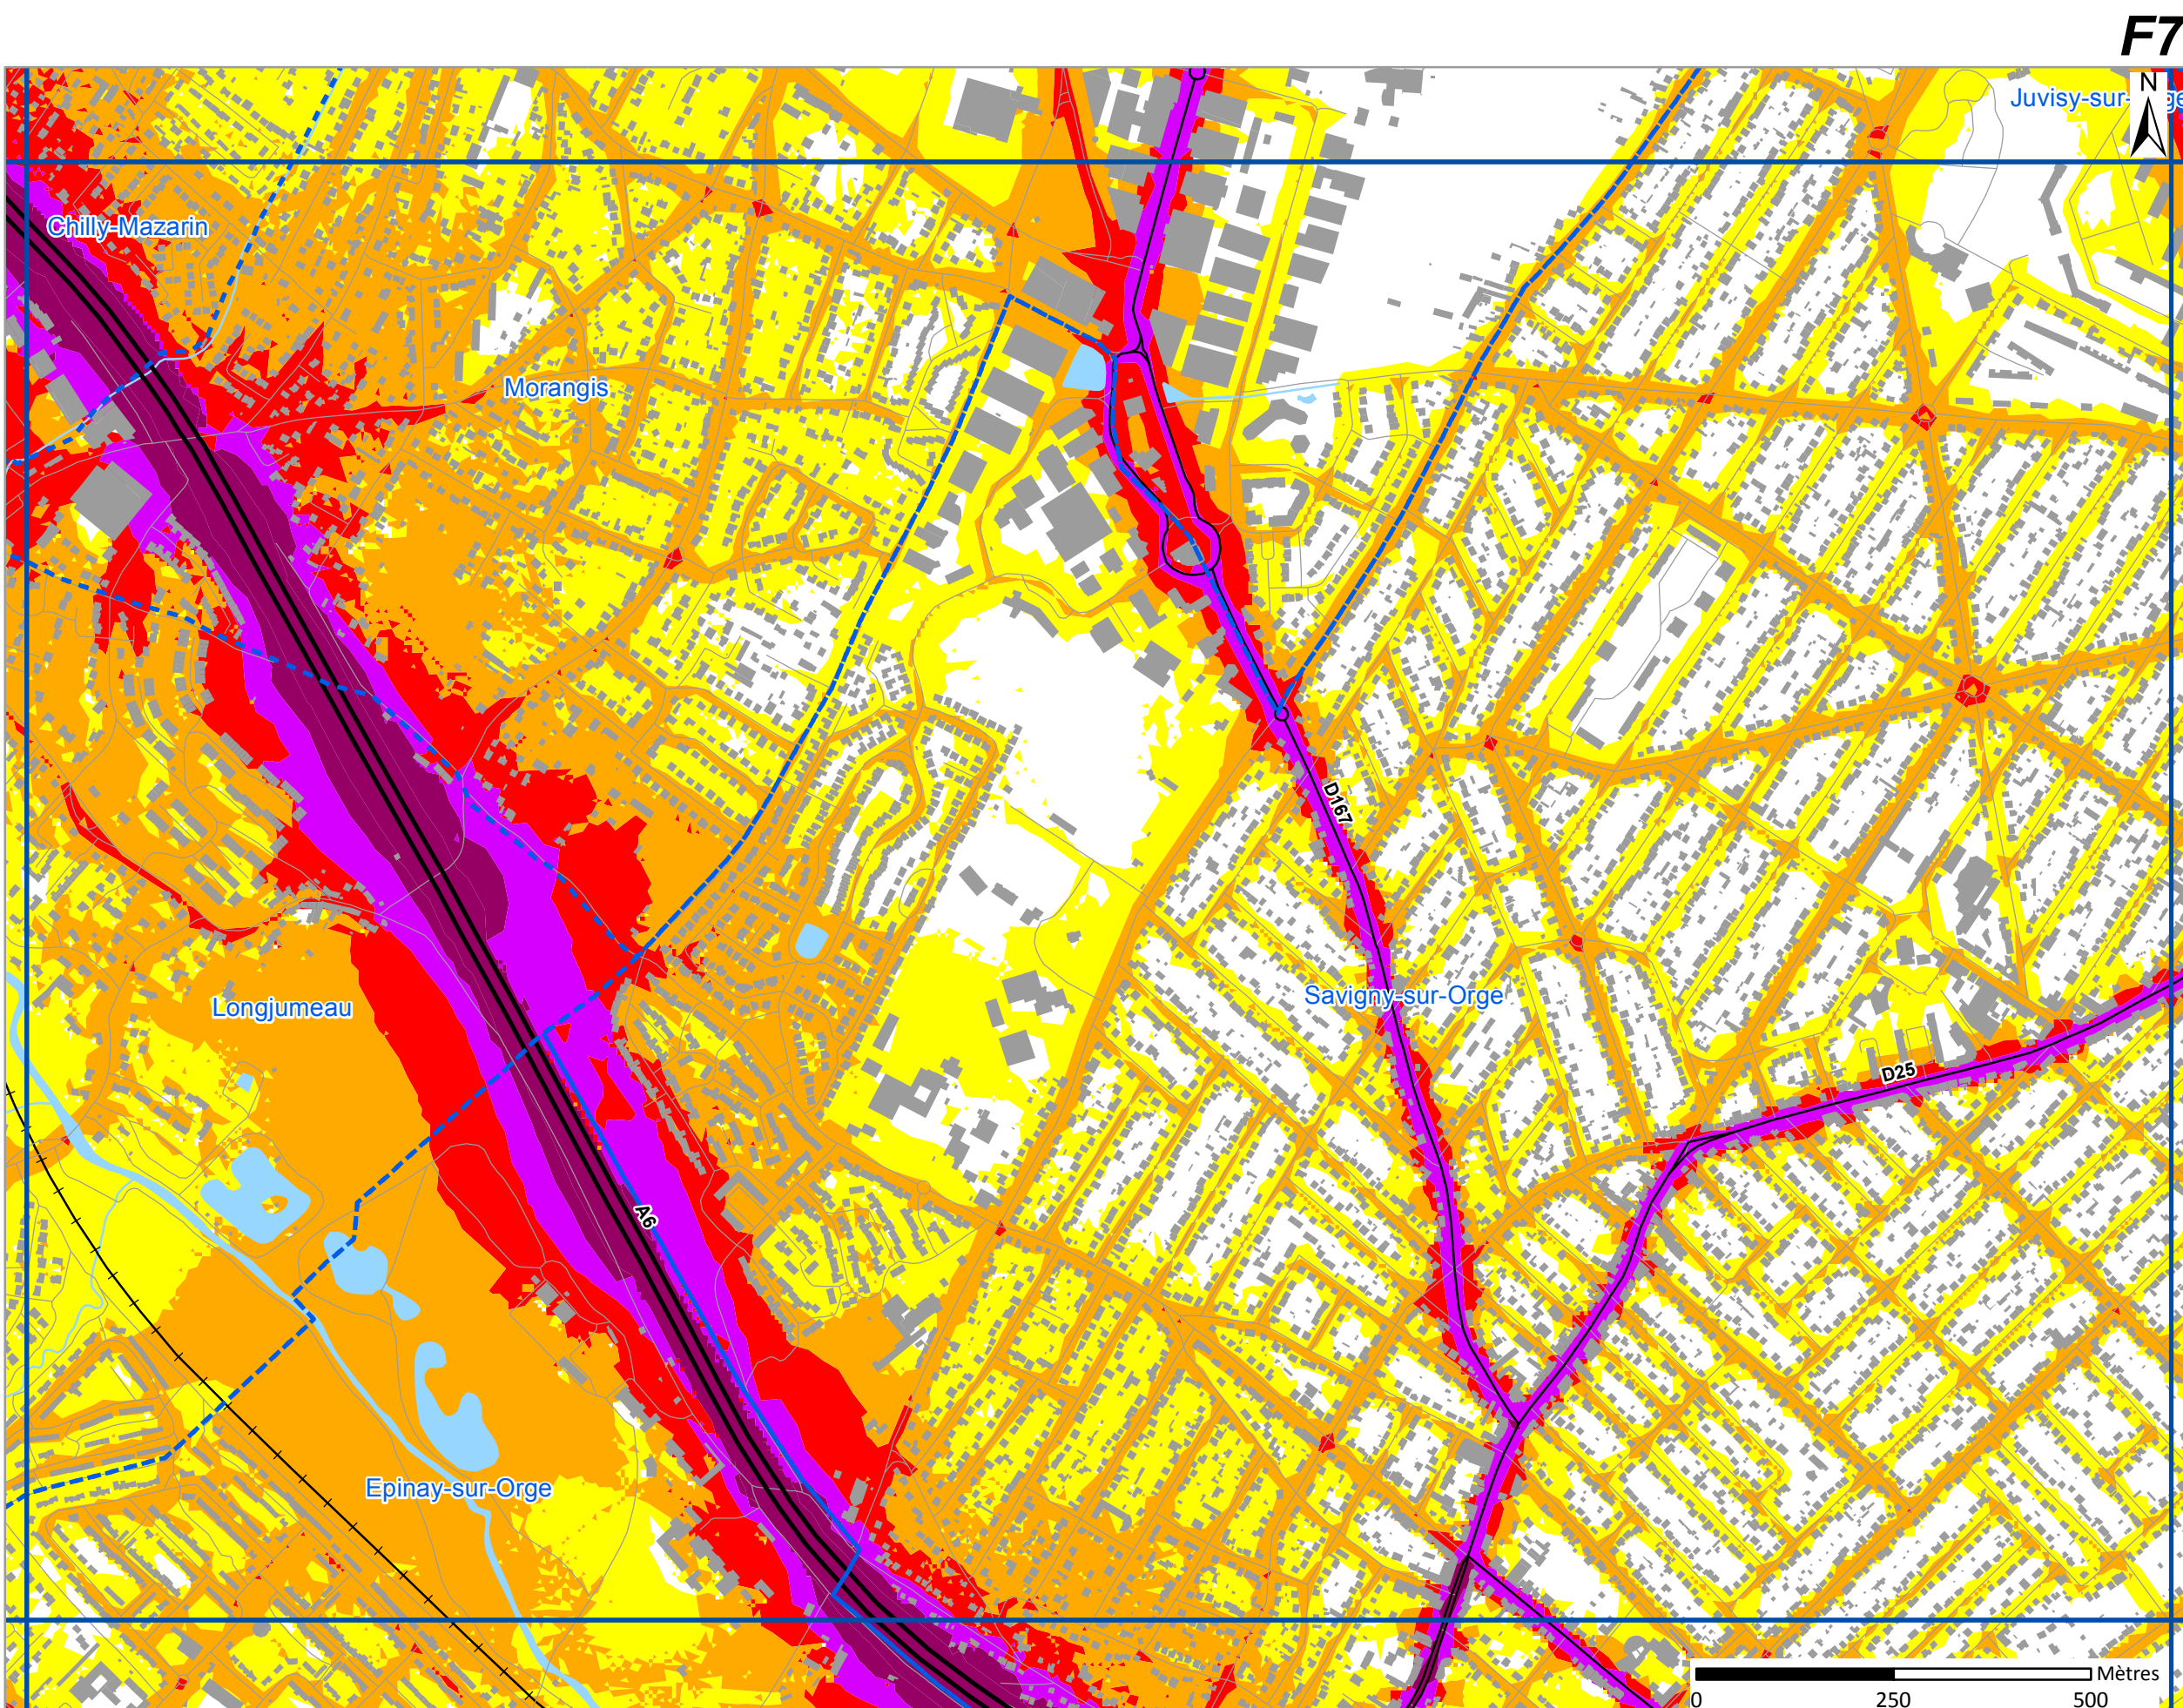 F7
N
Juvisy-sur-
Chilly-Mazarin
Morangis
D167
Savigny-sur-Orge
Longjumeau
D25
A6
Epinay-sur-Orge
Mètres
0 250 500